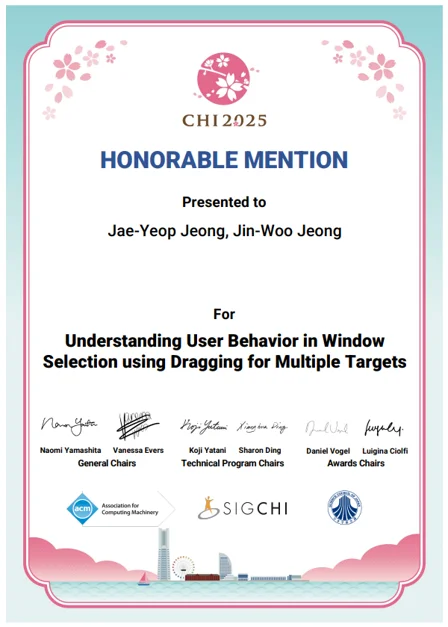 CHI2025
HONORABLE MENTION
Presented to
Jae-Yeop Jeong, Jin-Woo Jeong
For
Understanding User Behavior in Window
Selection using Dragging for Multiple Targets
Naomi Yamashita Vanessa Evers Koji Yatani Sharon Ding Daniel Vogel Luigina Ciolfi
General Chairs Technical Program Chairs Awards Chairs
acm Association for
Computing Machinery
SIGCHI